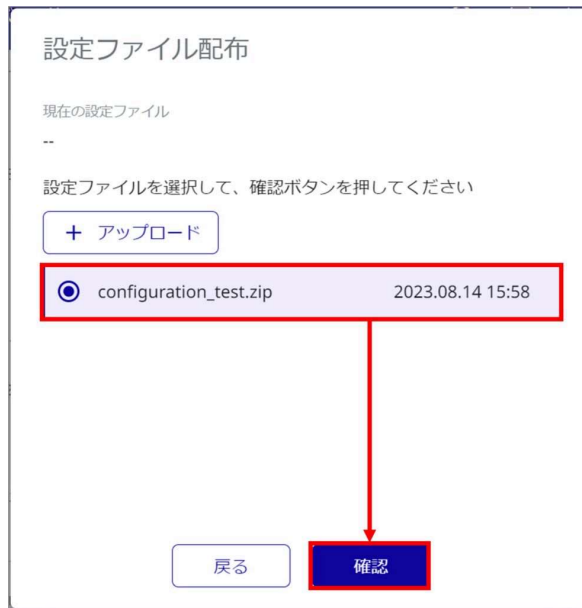 設定ファイル配布
現在の設定ファイル
--
設定ファイルを選択して、確認ボタンを押してください
+ アップロード
configuration_test.zip 2023.08.14 15:58
戻る 確認